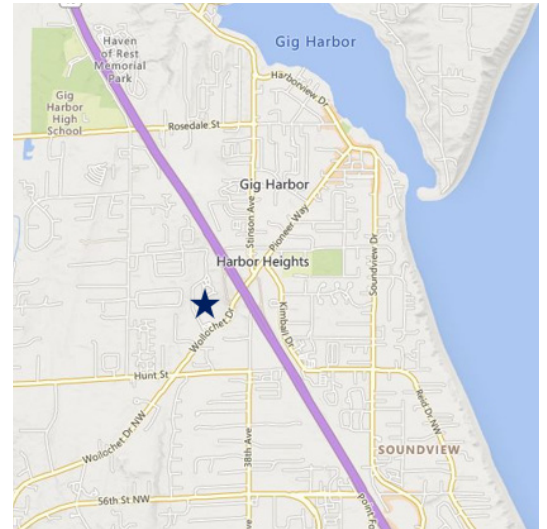 Haven
of Rest
Memorial
Park
Gig Harbor
Harborview Dr
Gig
Harbor
High
School
Rosedale St
Gig Harbor
Stinson Ave
Pioneer Way
Soundview Dr
Harbor Heights
Kimball Dr
Wollochet Dr
Hunt St
Reid Dr NW
Wollochet Dr NW
38th Ave
SOUNDVIEW
56th St NW
Point Fo